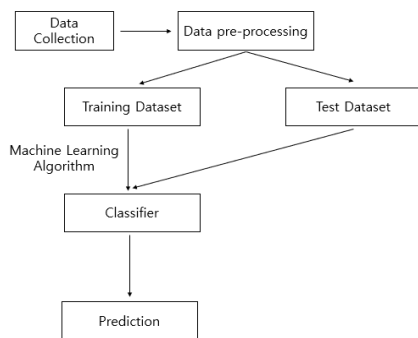 Data
Collection
Data pre-processing
Training Dataset
Test Dataset
Machine Learning
Algorithm
Classifier
Prediction